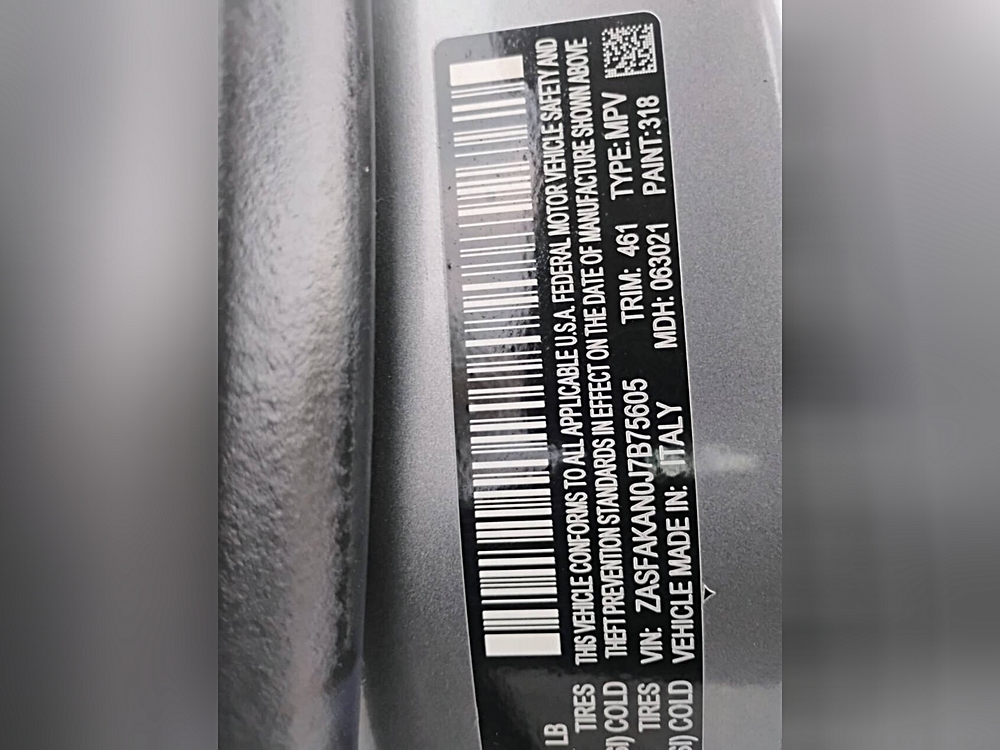 LB
TIRES THIS VEHICLE CONFORMS TO ALL APPLICABLE U.S.A. FEDERAL MOTOR VEHICLE SAFETY AND
SI) COLD THEFT PREVENTION STANDARDS IN EFFECT ON THE DATE OF MANUFACTURE SHOWN ABOVE
TIRES VIN: ZASFAKAN0J7B75605 TRIM: 461 TYPE: MPV
SI) COLD VEHICLE MADE IN: ITALY MDH: 063021 PAINT:318